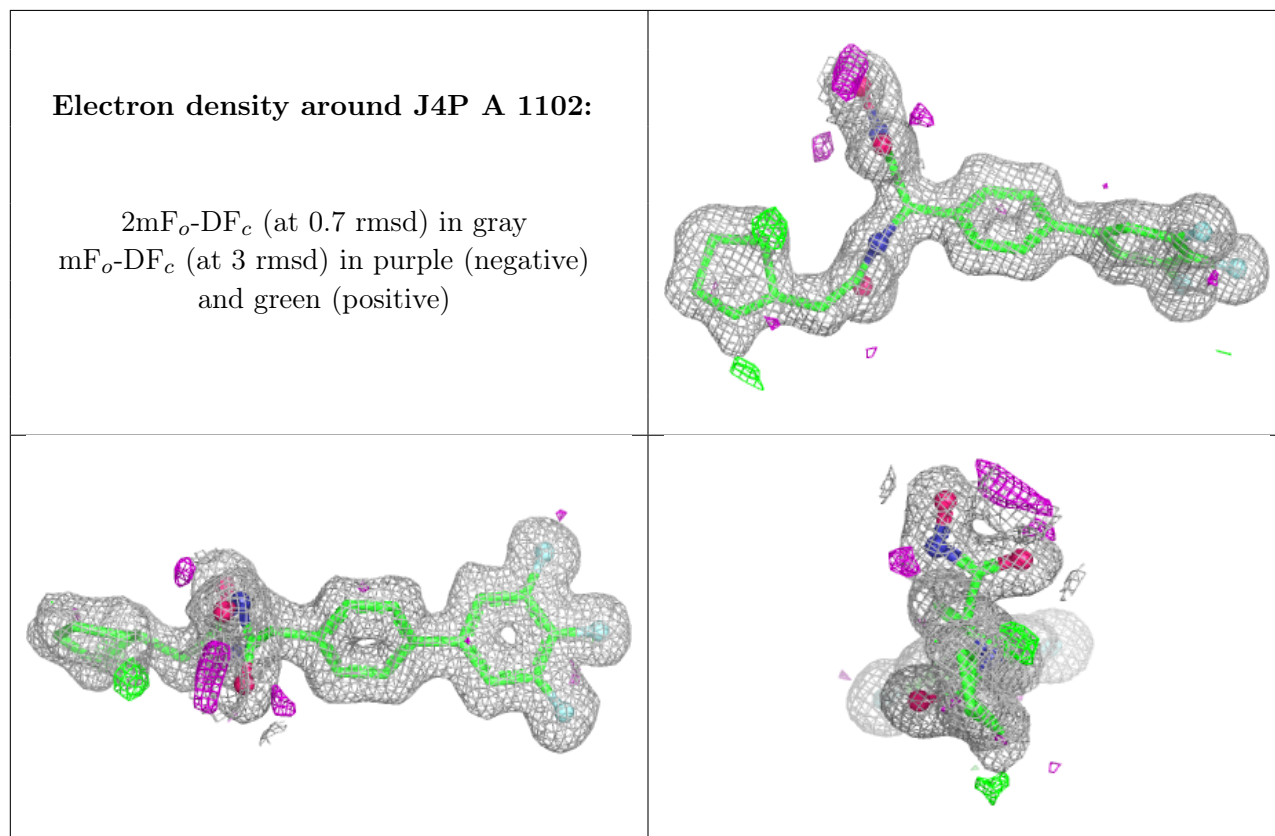 Electron density around J4P A 1102:
2mFo-DFc (at 0.7 rmsd) in gray
mFo-DFc (at 3 rmsd) in purple (negative)
and green (positive)